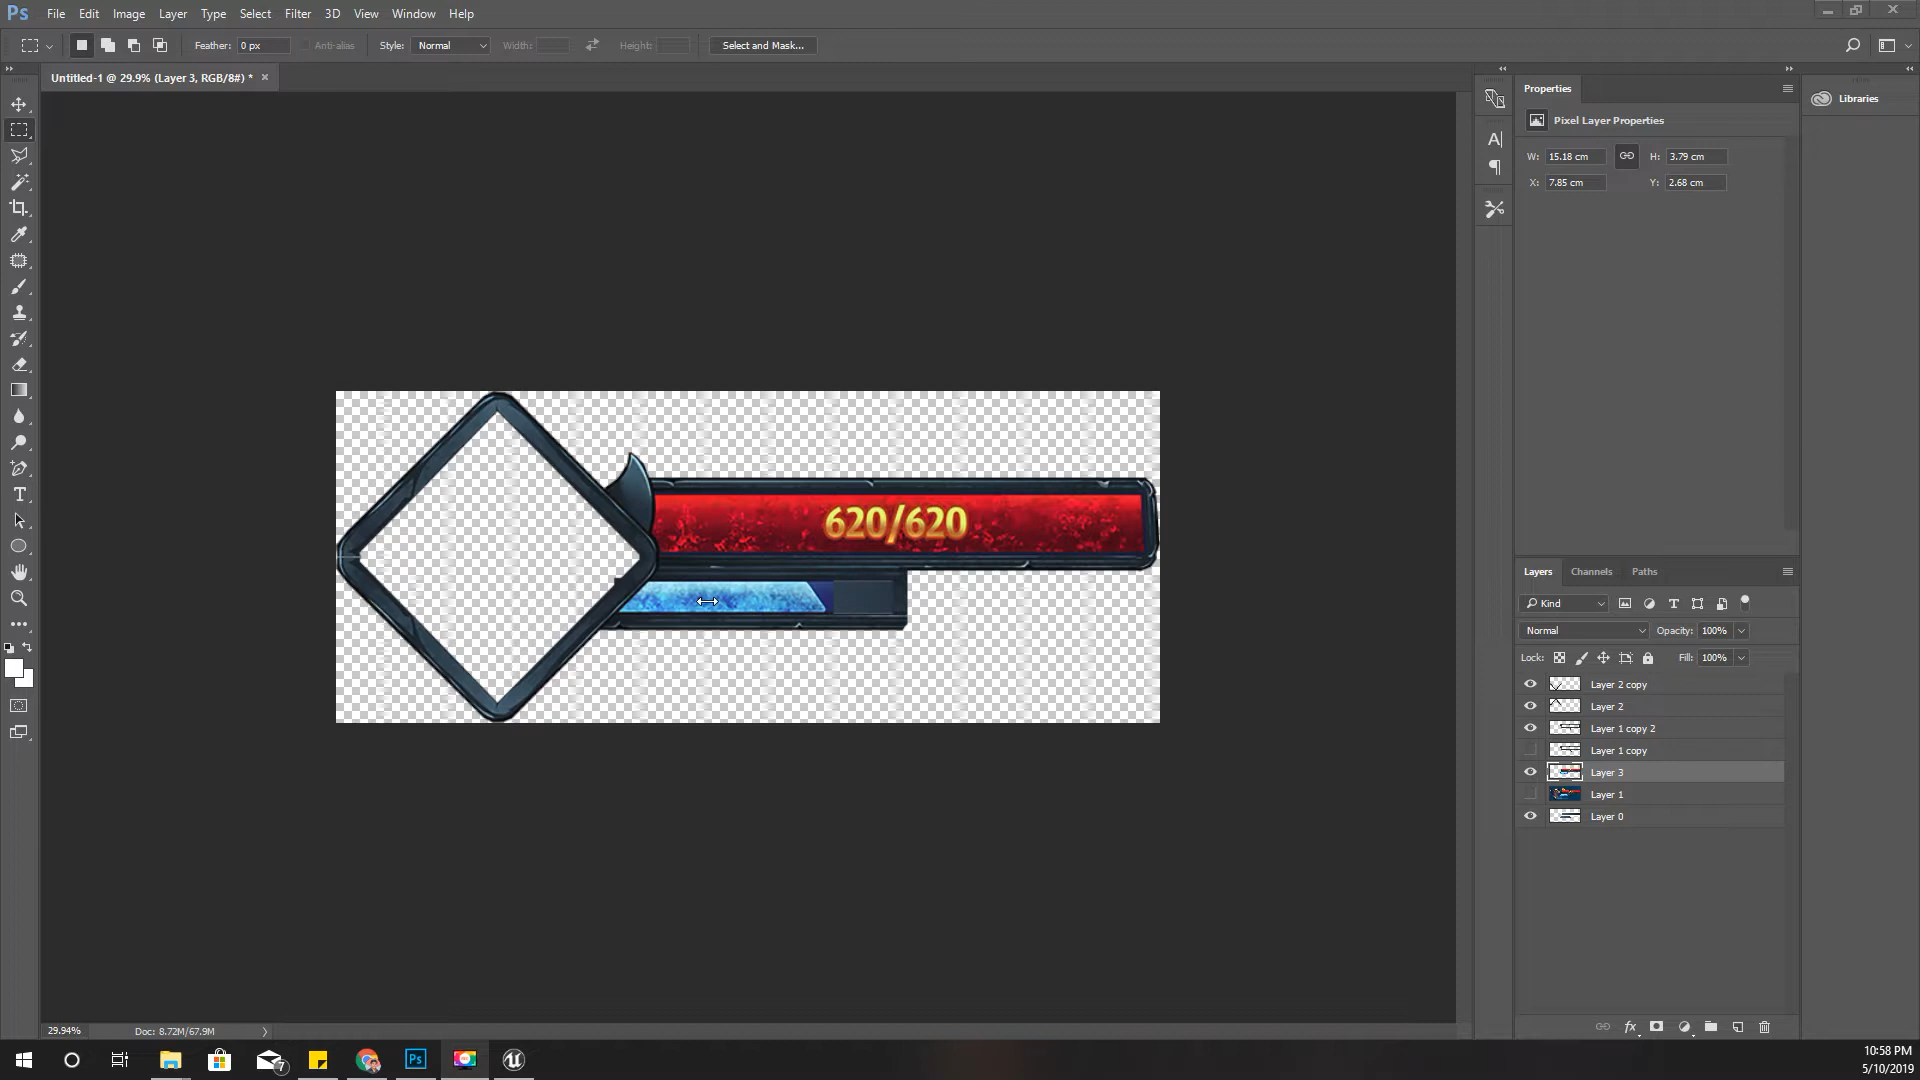 Ps File Edit Image Layer Type Select Filter 3D View Window Help
Feather: 0 px Anti-alias Style: Normal Width: Height: Select and Mask...
Untitled-1 @ 29.9% (Layer 3, RGB/8#) * ×
Properties
Libraries
Pixel Layer Properties
W: 15.18 cm H: 3.79 cm
X: 7.85 cm Y: 2.68 cm
620/620
Layers Channels Paths
Kind
Normal Opacity: 100%
Lock: Fill: 100%
Layer 2 copy
Layer 2
Layer 1 copy 2
Layer 1 copy
Layer 3
Layer 1
Layer 0
29.94% Doc: 8.72M/67.9M
fx
7
Ps
10:58 PM
5/10/2019